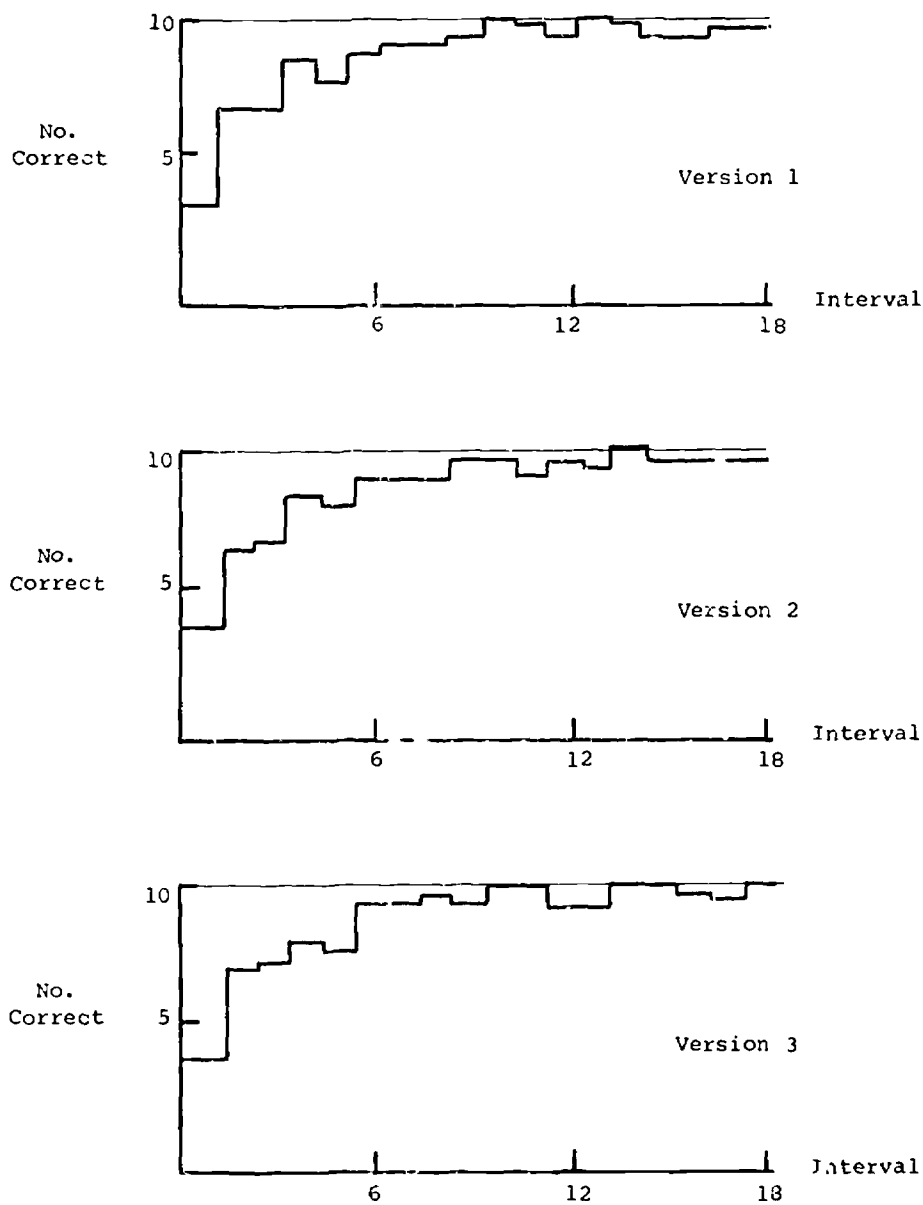 10
No.
Correct
5
Version 1
Interval
6 12 18
10
No.
Correct
5
Version 2
Interval
6 12 18
10
No.
Correct
5
Version 3
Interval
6 12 18